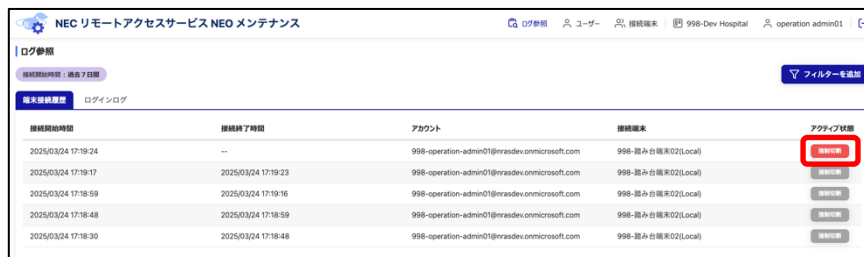 NEC リモートアクセスサービス NEO メンテナンス ログ参照 ユーザー 接続端末 998-Dev Hospital operation admin01
ログ参照
接続開始時間：過去 7 日間 フィルターを追加
端末接続履歴 ログインログ
接続開始時間 接続終了時間 アカウント 接続端末 アクティブ状態
2025/03/24 17:19:24 -- 998-operation-admin01@nrasdev.onmicrosoft.com 998-踏み台端末02(Local) 強制切断
2025/03/24 17:19:17 2025/03/24 17:19:23 998-operation-admin01@nrasdev.onmicrosoft.com 998-踏み台端末02(Local) 強制切断
2025/03/24 17:18:59 2025/03/24 17:19:16 998-operation-admin01@nrasdev.onmicrosoft.com 998-踏み台端末02(Local) 強制切断
2025/03/24 17:18:48 2025/03/24 17:18:59 998-operation-admin01@nrasdev.onmicrosoft.com 998-踏み台端末02(Local) 強制切断
2025/03/24 17:18:30 2025/03/24 17:18:48 998-operation-admin01@nrasdev.onmicrosoft.com 998-踏み台端末02(Local) 強制切断